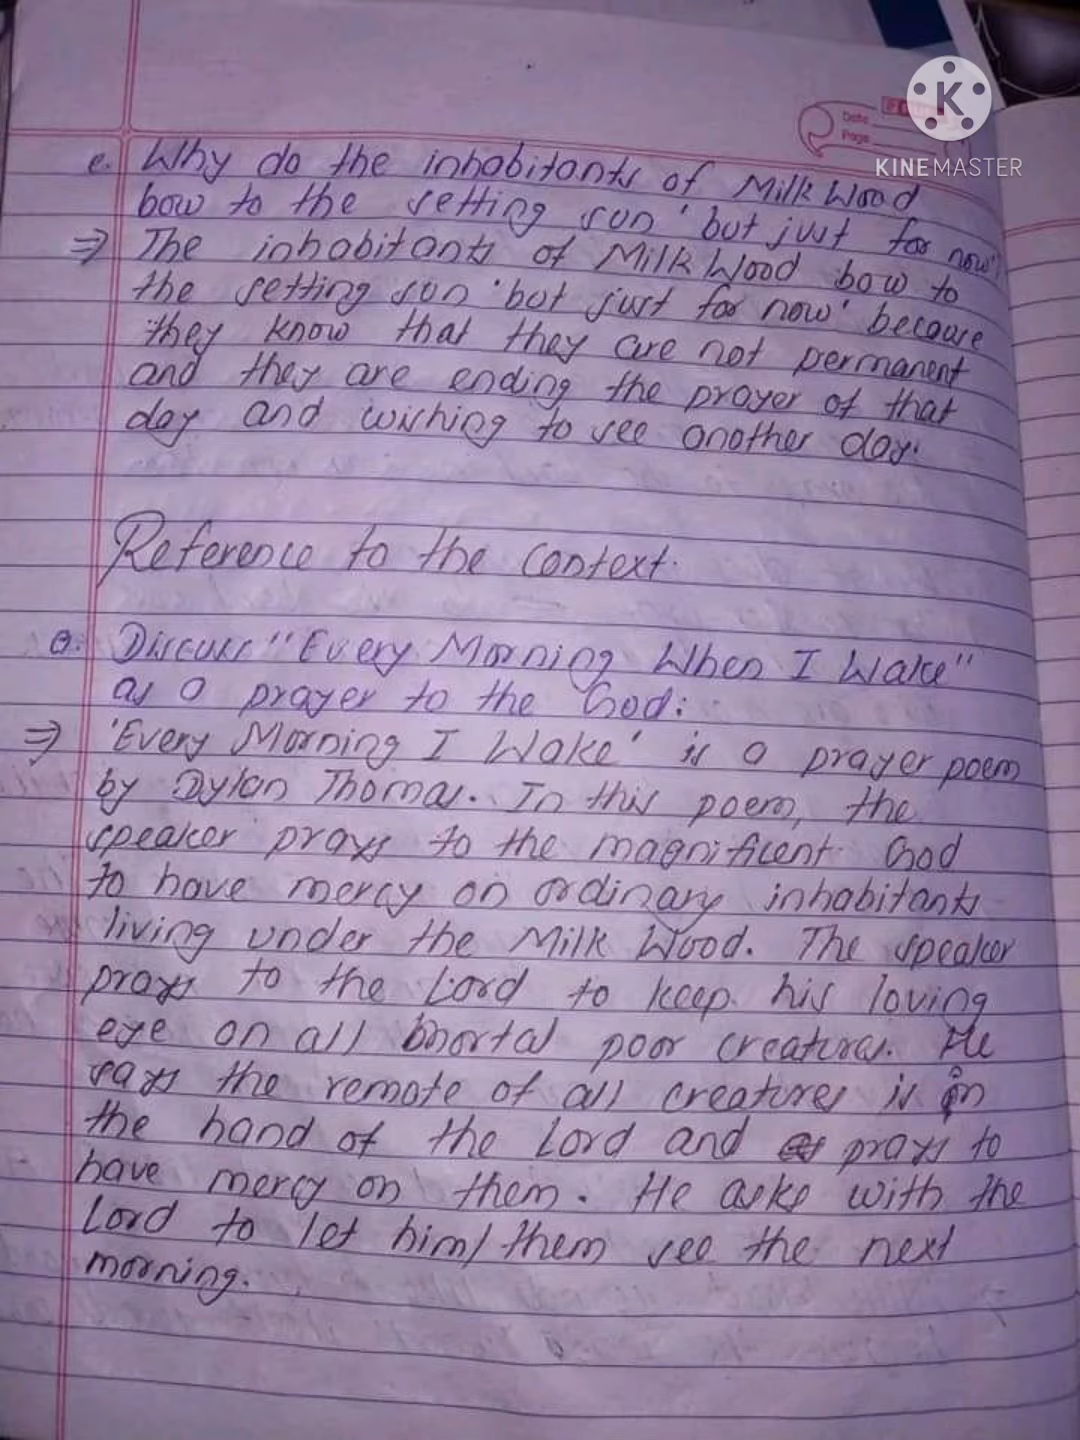 K
KINEMASTER
Date
Page
e. Why do the inhabitants of Milk Wood
bow to the setting sun 'but just for now'?
⇒ The inhabitants of Milk Wood bow to
the setting sun 'but just for now' because
they know that they are not permanent
and they are ending the prayer of that
day and wishing to see another day.
Reference to the context.
a. Discuss "Every Morning When I Wake"
as a prayer to the God:
⇒ 'Every Morning I Wake' is a prayer poem
by Dylan Thomas. In this poem, the
speaker prays to the magnificent God
to have mercy on ordinary inhabitants
living under the Milk Wood. The speaker
prays to the Lord to keep his loving
eye on all mortal poor creatures. He
says the remote of all creatures is in
the hand of the Lord and prays to
have mercy on them. He asks with the
Lord to let him/them see the next
morning.